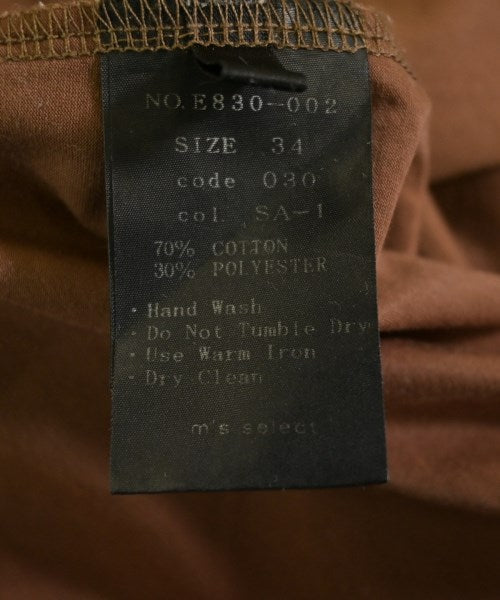 NO.E830-002
SIZE 34
code 030
col. SA-1
70% COTTON
30% POLYESTER
· Hand Wash
· Do Not Tumble Dry
· Use Warm Iron
· Dry Clean
m's select